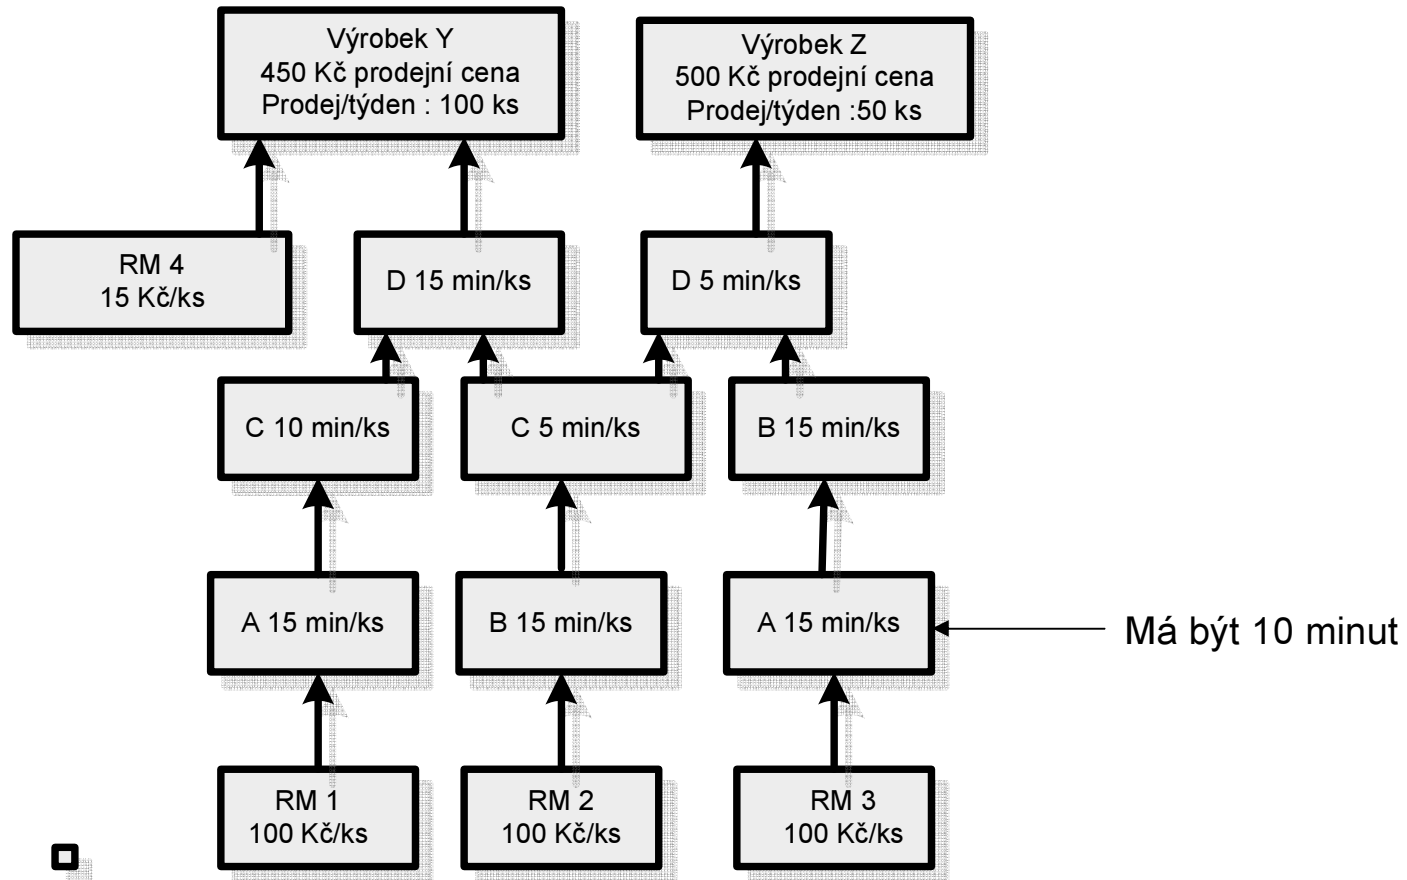 Výrobek Y
450 Kč prodejní cena
Prodej/týden : 100 ks
Výrobek Z
500 Kč prodejní cena
Prodej/týden :50 ks
RM 4
15 Kč/ks
D 15 min/ks
D 5 min/ks
C 10 min/ks
C 5 min/ks
B 15 min/ks
A 15 min/ks
B 15 min/ks
A 15 min/ks
Má být 10 minut
RM 1
100 Kč/ks
RM 2
100 Kč/ks
RM 3
100 Kč/ks